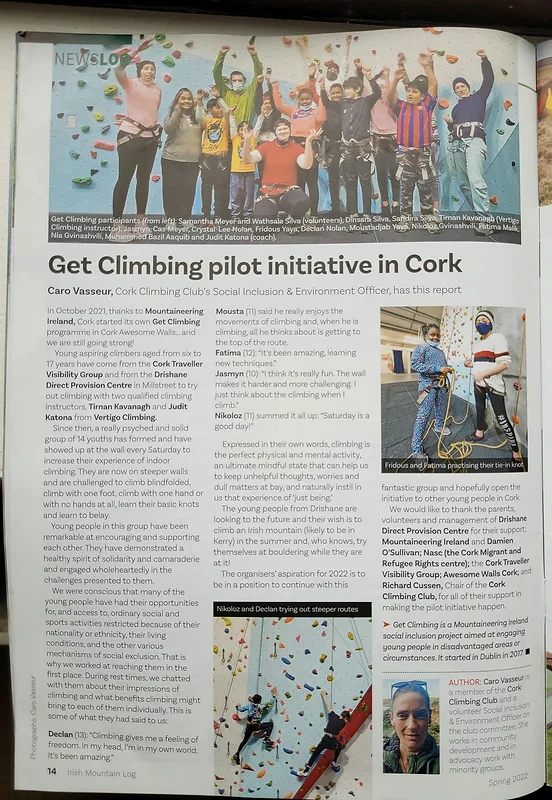 NEWSLOG
Get Climbing participants (from left): Samantha Meyer and Wathsala Silva (volunteers), Dinsara Silva, Sandira Silva, Tirnan Kavanagh (Vertigo
Climbing instructor), Jasmyn, Cas Meyer, Crystal-Lee Nolan, Fridous Yaya, Declan Nolan, Moustadjab Yaya, Nikoloz Gvinashvili, Fatima Malik,
Nia Gvinashvili, Muhammed Bazil Aaquib and Judit Katona (coach).
Get Climbing pilot initiative in Cork
Caro Vasseur, Cork Climbing Club's Social Inclusion & Environment Officer, has this report
In October 2021, thanks to Mountaineering
Ireland, Cork started its own Get Climbing
programme in Cork Awesome Walls... and
we are still going strong!
Young aspiring climbers aged from six to
17 years have come from the Cork Traveller
Visibility Group and from the Drishane
Direct Provision Centre in Millstreet to try
out climbing with two qualified climbing
instructors, Tirnan Kavanagh and Judit
Katona from Vertigo Climbing.
Since then, a really psyched and solid
group of 14 youths has formed and have
showed up at the wall every Saturday to
increase their experience of indoor
climbing. They are now on steeper walls
and are challenged to climb blindfolded,
climb with one foot, climb with one hand or
with no hands at all, learn their basic knots
and learn to belay.
Young people in this group have been
remarkable at encouraging and supporting
each other. They have demonstrated a
healthy spirit of solidarity and camaraderie
and engaged wholeheartedly in the
challenges presented to them.
We were conscious that many of the
young people have had their opportunities
for, and access to, ordinary social and
sports activities restricted because of their
nationality or ethnicity, their living
conditions, and the other various
mechanisms of social exclusion. That is
why we worked at reaching them in the
first place. During rest times, we chatted
with them about their impressions of
climbing and what benefits climbing might
bring to each of them individually. This is
some of what they had said to us:
Declan (13): "Climbing gives me a feeling of
freedom. In my head, I'm in my own world.
It's been amazing."
Mousta (11) said he really enjoys the
movements of climbing and, when he is
climbing, all he thinks about is getting to
the top of the route.
Fatima (12): "It's been amazing, learning
new techniques."
Jasmyn (10): "I think it's really fun. The wall
makes it harder and more challenging. I
just think about the climbing when I
climb."
Nikoloz (11) summed it all up: "Saturday is a
good day!"
Expressed in their own words, climbing is
the perfect physical and mental activity,
an ultimate mindful state that can help us
to keep unhelpful thoughts, worries and
dull matters at bay, and naturally instil in
us that experience of 'just being.'
The young people from Drishane are
looking to the future and their wish is to
climb an Irish mountain (likely to be in
Kerry) in the summer and, who knows, try
themselves at bouldering while they are
at it!
The organisers' aspiration for 2022 is to
be in a position to continue with this
Nikoloz and Declan trying out steeper routes
Fridous and Fatima practising their tie-in knot
fantastic group and hopefully open the
initiative to other young people in Cork.
We would like to thank the parents,
volunteers and management of Drishane
Direct Provision Centre for their support;
Mountaineering Ireland and Damien
O'Sullivan; Nasc (the Cork Migrant and
Refugee Rights centre); the Cork Traveller
Visibility Group; Awesome Walls Cork; and
Richard Cussen, Chair of the Cork
Climbing Club, for all of their support in
making the pilot initiative happen.
➤ Get Climbing is a Mountaineering Ireland
social inclusion project aimed at engaging
young people in disadvantaged areas or
circumstances. It started in Dublin in 2017 ■
AUTHOR: Caro Vasseur is
a member of the Cork
Climbing Club and a
volunteer Social Inclusion
& Environment Officer on
the club committee. She
works in community
development and in
advocacy work with
minority groups.
Photographs: Caro Vasseur
14 Irish Mountain Log
Spring 2022